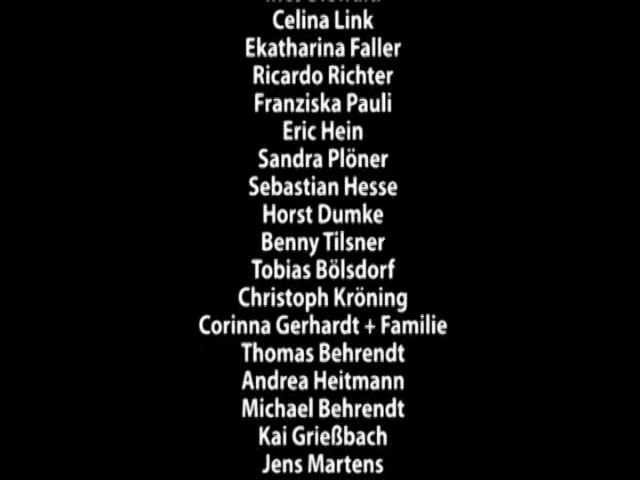 Celina Link
Ekatharina Faller
Ricardo Richter
Franziska Pauli
Eric Hein
Sandra Plöner
Sebastian Hesse
Horst Dumke
Benny Tilsner
Tobias Bölsdorf
Christoph Kröning
Corinna Gerhardt + Familie
Thomas Behrendt
Andrea Heitmann
Michael Behrendt
Kai Grießbach
Jens Martens